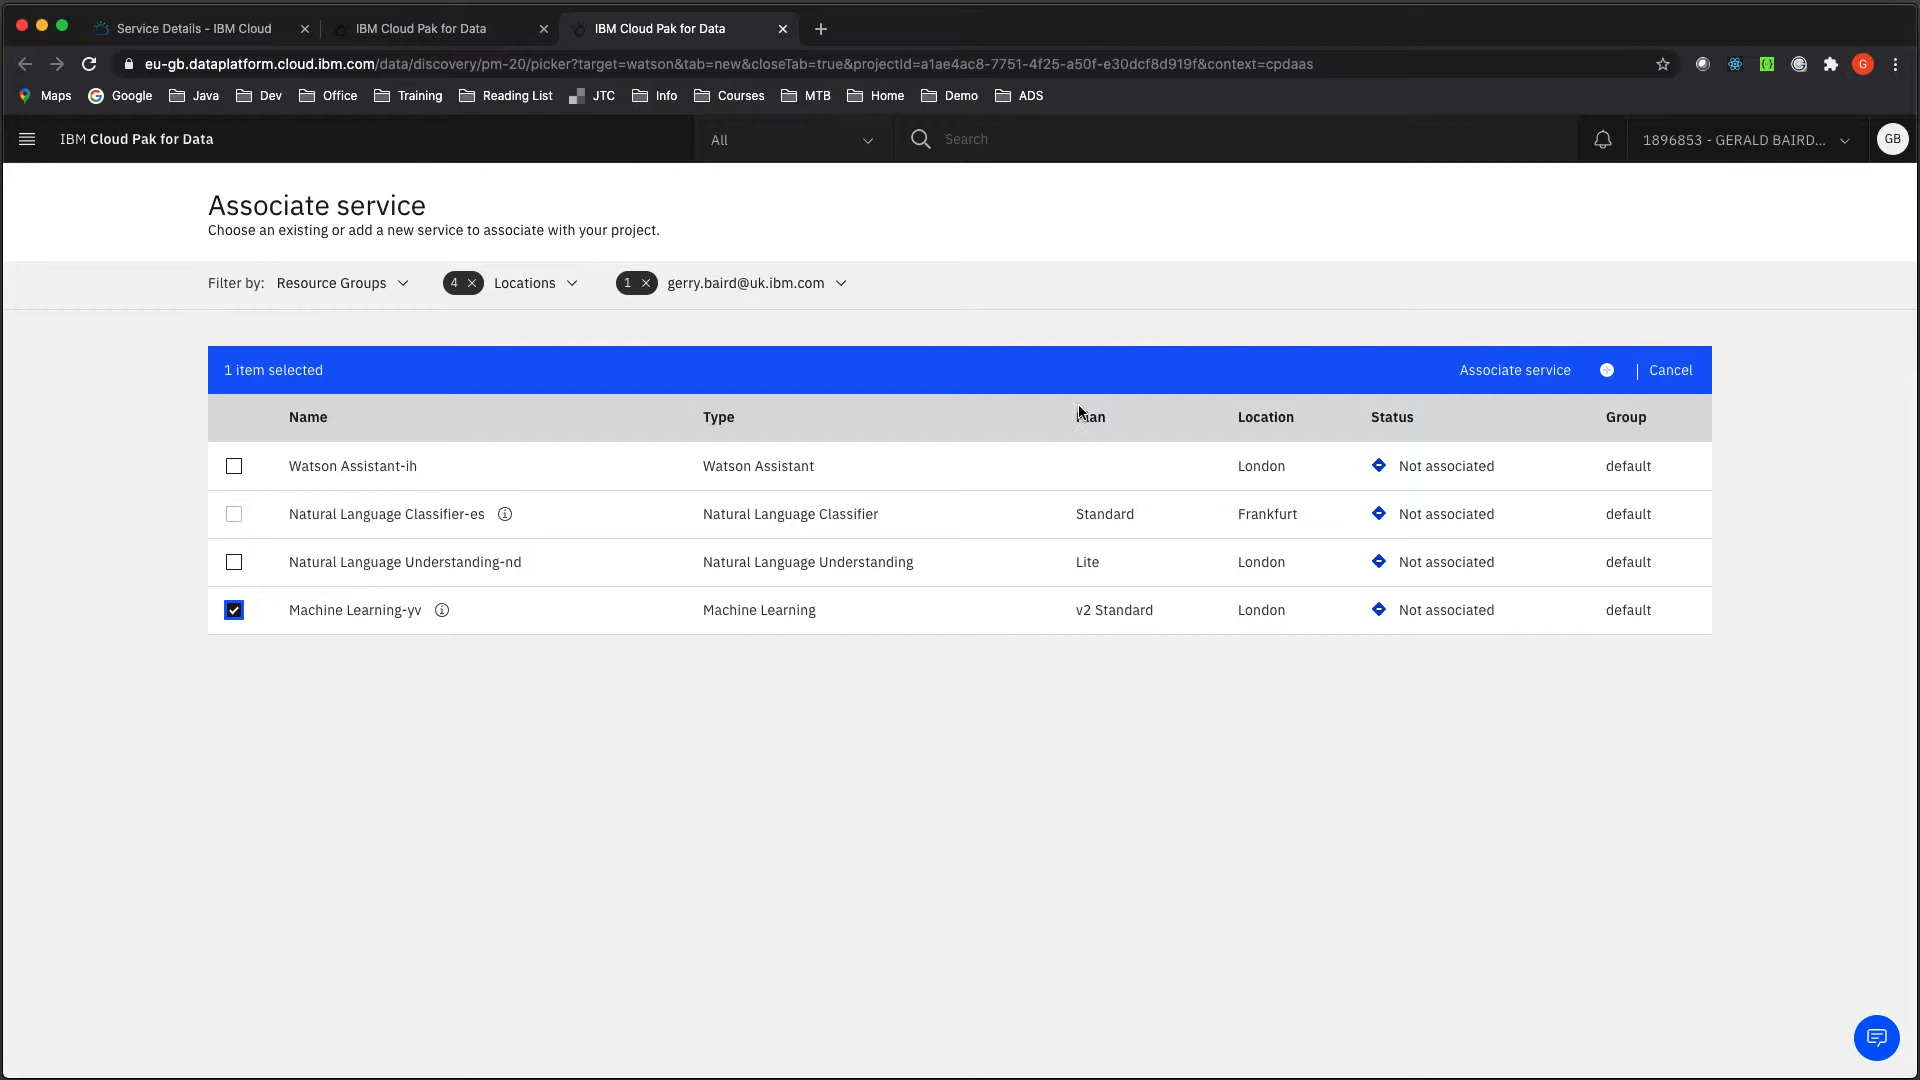 Service Details - IBM Cloud
IBM Cloud Pak for Data
IBM Cloud Pak for Data
eu-gb.dataplatform.cloud.ibm.com/data/discovery/pm-20/picker?target=watson&tab=new&closeTab=true&projectId=a1ae4ac8-7751-4f25-a50f-e30dcf8d919f&context=cpdaas
G
Maps Google Java Dev Office Training Reading List JTC Info Courses MTB Home Demo ADS
IBM Cloud Pak for Data All Search 1896853 - GERALD BAIRD... GB
Associate service
Choose an existing or add a new service to associate with your project.
Filter by: Resource Groups 4 Locations 1 gerry.baird@uk.ibm.com
1 item selected Associate service Cancel
Name Type Location Status Group
Watson Assistant-ih Watson Assistant London Not associated default
Natural Language Classifier-es Natural Language Classifier Standard Frankfurt Not associated default
Natural Language Understanding-nd Natural Language Understanding Lite London Not associated default
Machine Learning-yv Machine Learning v2 Standard London Not associated default